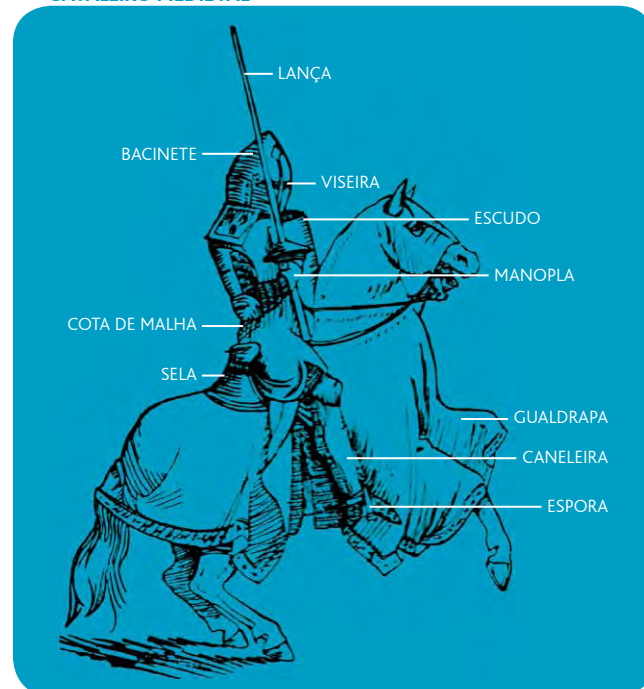 LANÇA
BACINETE
VISEIRA
ESCUDO
MANOPLA
COTA DE MALHA
SELA
GUALDRAPA
CANELEIRA
ESPORA